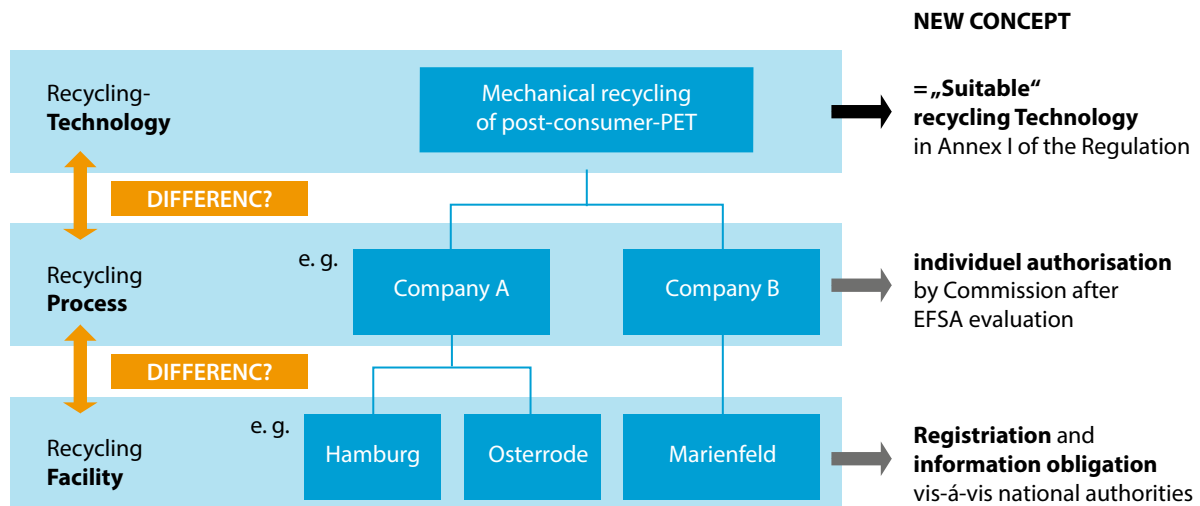 NEW CONCEPT
Recycling-
Technology
Mechanical recycling
of post-consumer-PET
= „Suitable“
recycling Technology
in Annex I of the Regulation
DIFFERENC?
Recycling
Process
e. g.
Company A
Company B
individuel authorisation
by Commission after
EFSA evaluation
DIFFERENC?
Recycling
Facility
e. g.
Hamburg
Osterrode
Marienfeld
Registriation and
information obligation
vis-á-vis national authorities